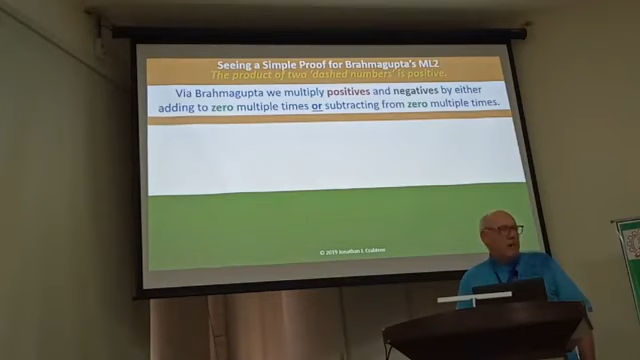 Seeing a Simple Proof for Brahmagupta's ML2
The product of two 'dashed numbers' is positive.
Via Brahmagupta we multiply positives and negatives by either
adding to zero multiple times or subtracting from zero multiple times.
© 2019 Jonathan J. Crabtree